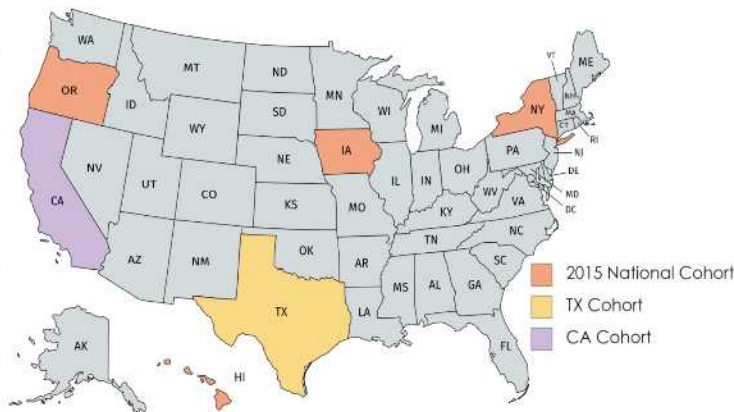 WA
MT
ND
MN
VT
ME
OR
ID
SD
WI
MI
NY
NH
MA
CT
RI
WY
NE
IA
PA
NJ
NV
UT
CO
IL
IN
OH
DE
MD
DC
CA
KS
MO
WV
VA
KY
NC
TN
AZ
NM
OK
AR
SC
MS
AL
GA
TX
LA
FL
AK
HI
2015 National Cohort
TX Cohort
CA Cohort